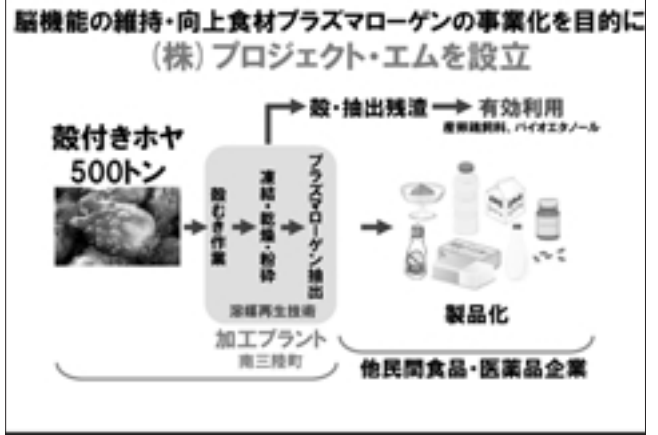 脳機能の維持・向上食材プラズマローゲンの事業化を目的に
(株)プロジェクト・エムを設立
殻・抽出残渣
有効利用
産卵鶏飼料、バイオエタノール
殻付きホヤ
500トン
殻むき作業
凍結・乾燥・粉砕
プラズマローゲン抽出
溶媒再生技術
加工プラント
南三陸町
製品化
他民間食品・医薬品企業